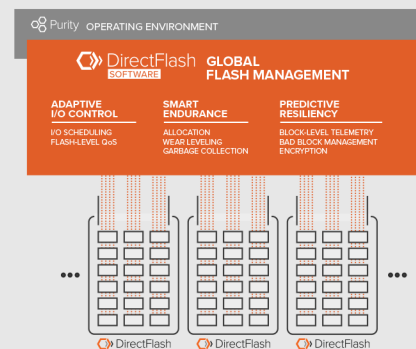 Purity OPERATING ENVIRONMENT
DirectFlash SOFTWARE GLOBAL FLASH MANAGEMENT
ADAPTIVE I/O CONTROL
I/O SCHEDULING
FLASH-LEVEL QoS
SMART ENDURANCE
ALLOCATION
WEAR LEVELING
GARBAGE COLLECTION
PREDICTIVE RESILIENCY
BLOCK-LEVEL TELEMETRY
BAD BLOCK MANAGEMENT
ENCRYPTION
DirectFlash
DirectFlash
DirectFlash